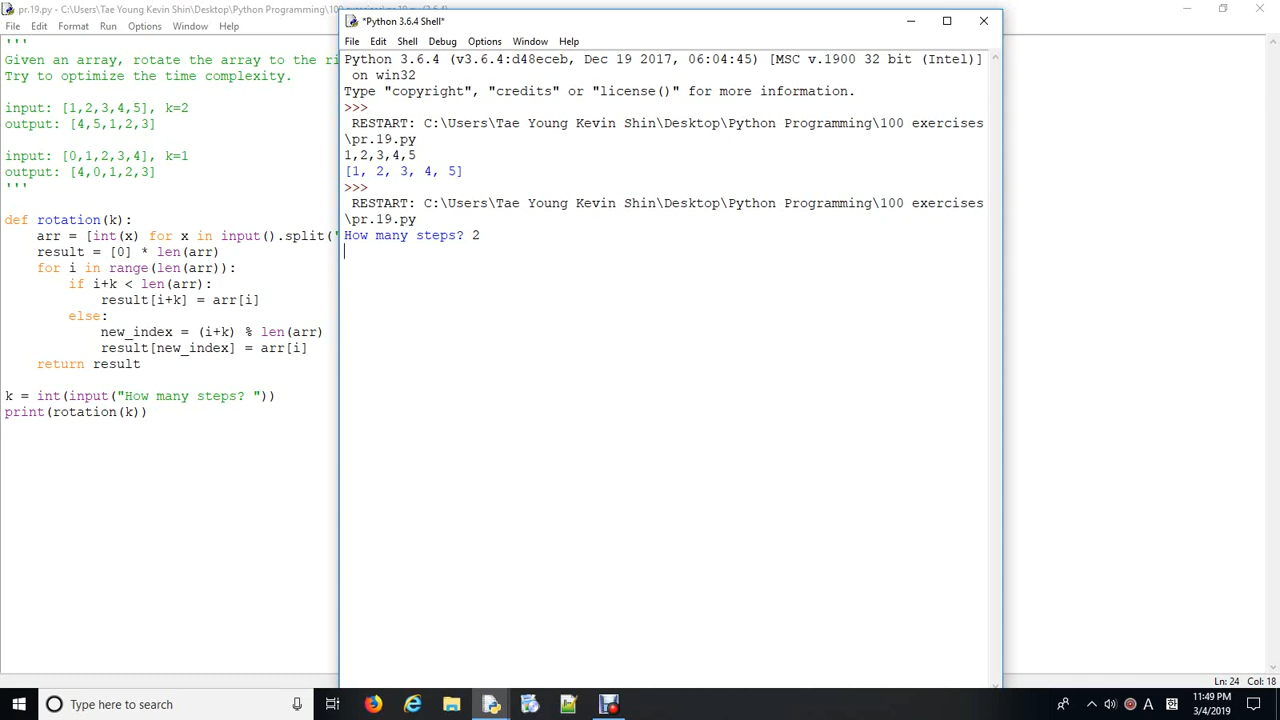 pr.19.py - C:\Users\Tae Young Kevin Shin\Desktop\Python Programming\100
File Edit Format Run Options Window Help
'''
Given an array, rotate the array to the ri
Try to optimize the time complexity.
input: [1,2,3,4,5], k=2
output: [4,5,1,2,3]
input: [0,1,2,3,4], k=1
output: [4,0,1,2,3]
'''
def rotation(k):
arr = [int(x) for x in input().split('
result = [0] * len(arr)
for i in range(len(arr)):
if i+k < len(arr):
result[i+k] = arr[i]
else:
new_index = (i+k) % len(arr)
result[new_index] = arr[i]
return result
k = int(input("How many steps? "))
print(rotation(k))
*Python 3.6.4 Shell*
File Edit Shell Debug Options Window Help
Python 3.6.4 (v3.6.4:d48eceb, Dec 19 2017, 06:04:45) [MSC v.1900 32 bit (Intel)]
on win32
Type "copyright", "credits" or "license()" for more information.
>>>
RESTART: C:\Users\Tae Young Kevin Shin\Desktop\Python Programming\100 exercises
\pr.19.py
1,2,3,4,5
[1, 2, 3, 4, 5]
>>>
RESTART: C:\Users\Tae Young Kevin Shin\Desktop\Python Programming\100 exercises
\pr.19.py
How many steps? 2
Ln: 24 Col: 18
Type here to search
A
11:49 PM
3/4/2019